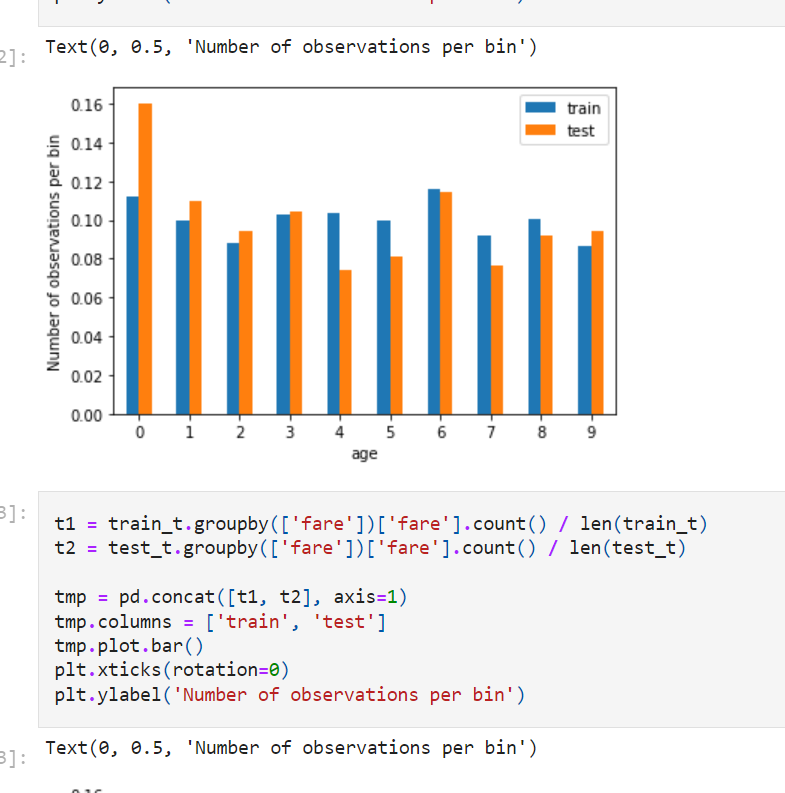 Text(0, 0.5, 'Number of observations per bin')
2]:
0.16
0.14
0.12
0.10
0.08
0.06
0.04
0.02
0.00
Number of observations per bin
train
test
0 1 2 3 4 5 6 7 8 9
age
3]:
t1 = train_t.groupby(['fare'])['fare'].count() / len(train_t)
t2 = test_t.groupby(['fare'])['fare'].count() / len(test_t)
tmp = pd.concat([t1, t2], axis=1)
tmp.columns = ['train', 'test']
tmp.plot.bar()
plt.xticks(rotation=0)
plt.ylabel('Number of observations per bin')
Text(0, 0.5, 'Number of observations per bin')
3]: